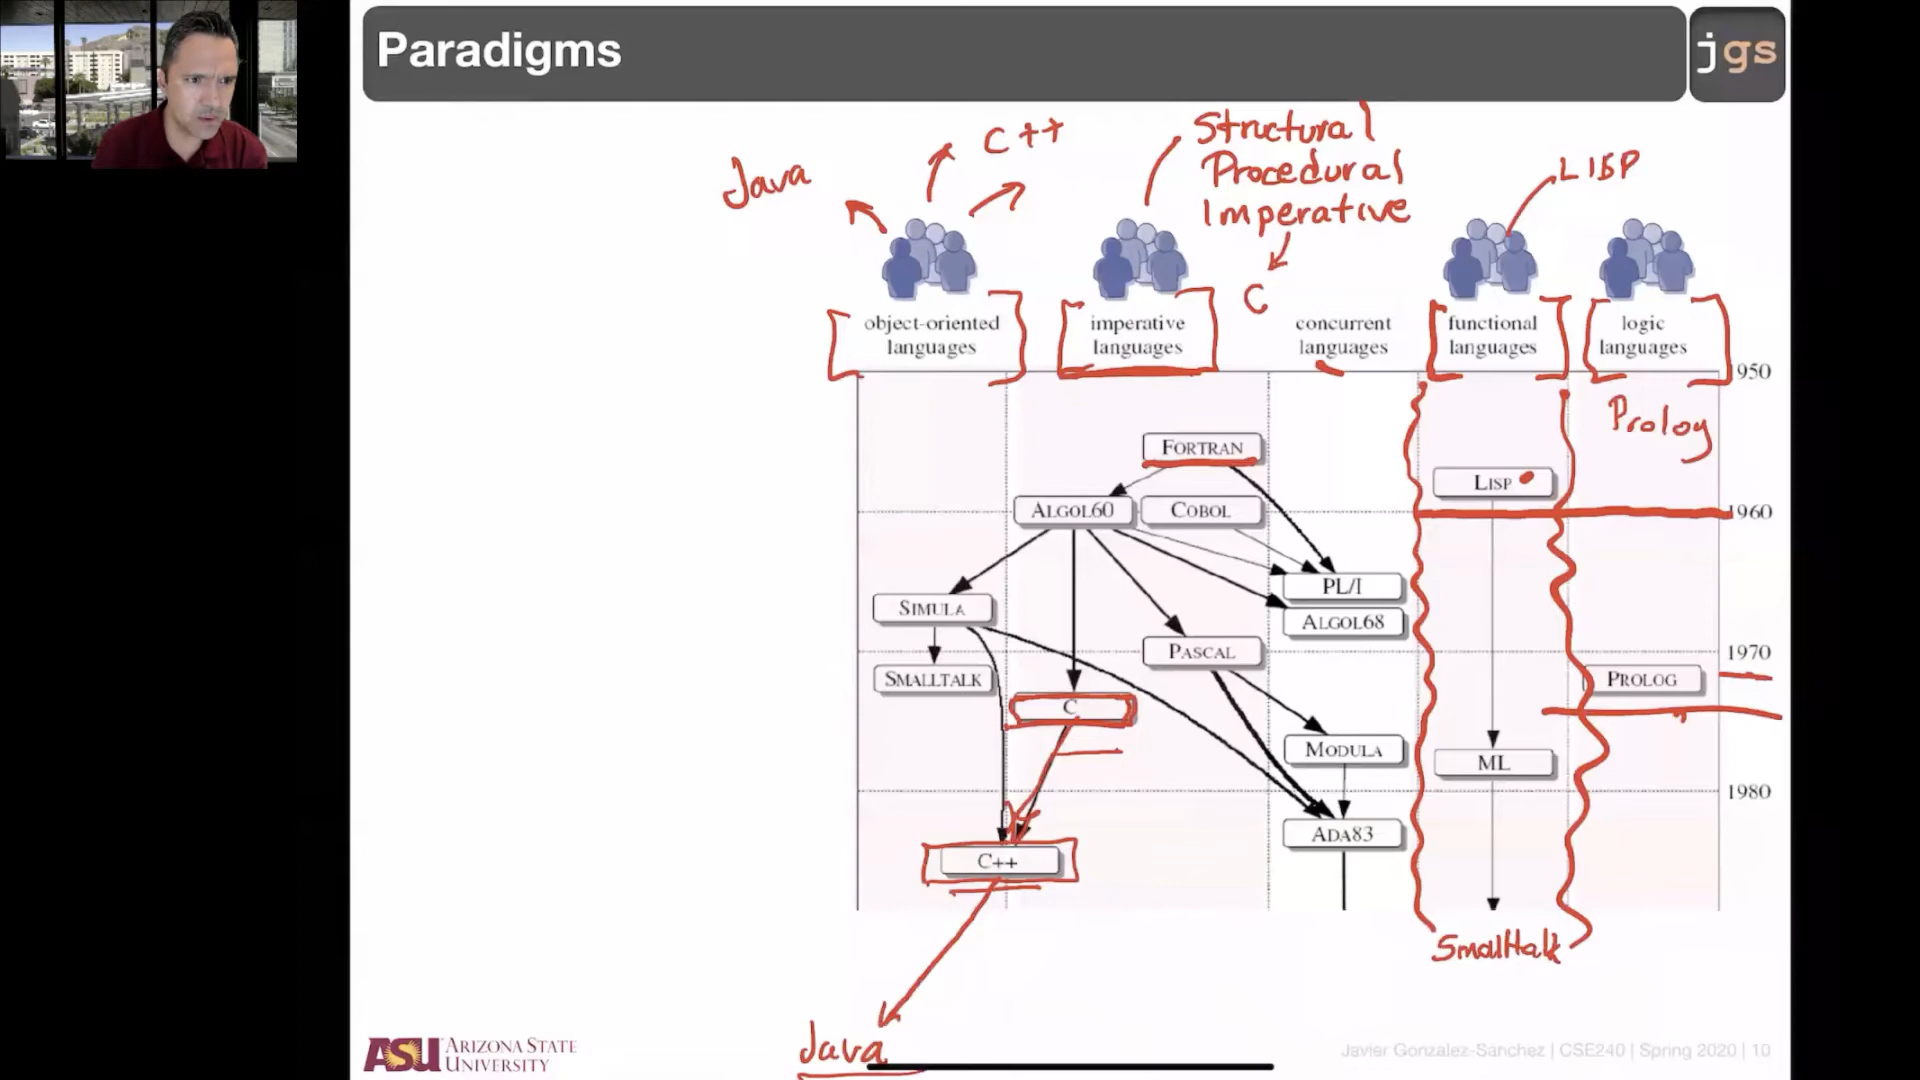 Paradigms
jgs
Java
C++
Structural
Procedural
Imperative
C
LISP
object-oriented
languages
imperative
languages
concurrent
languages
functional
languages
logic
languages
950
Prolog
FORTRAN
LISP
ALGOL60
COBOL
1960
PL/I
SIMULA
ALGOL68
PASCAL
1970
SMALLTALK
PROLOG
C
MODULA
ML
1980
ADA83
C++
Smalltalk
Java
ASU ARIZONA STATE
UNIVERSITY
Javier Gonzalez-Sanchez | CSE240 | Spring 2020 | 10